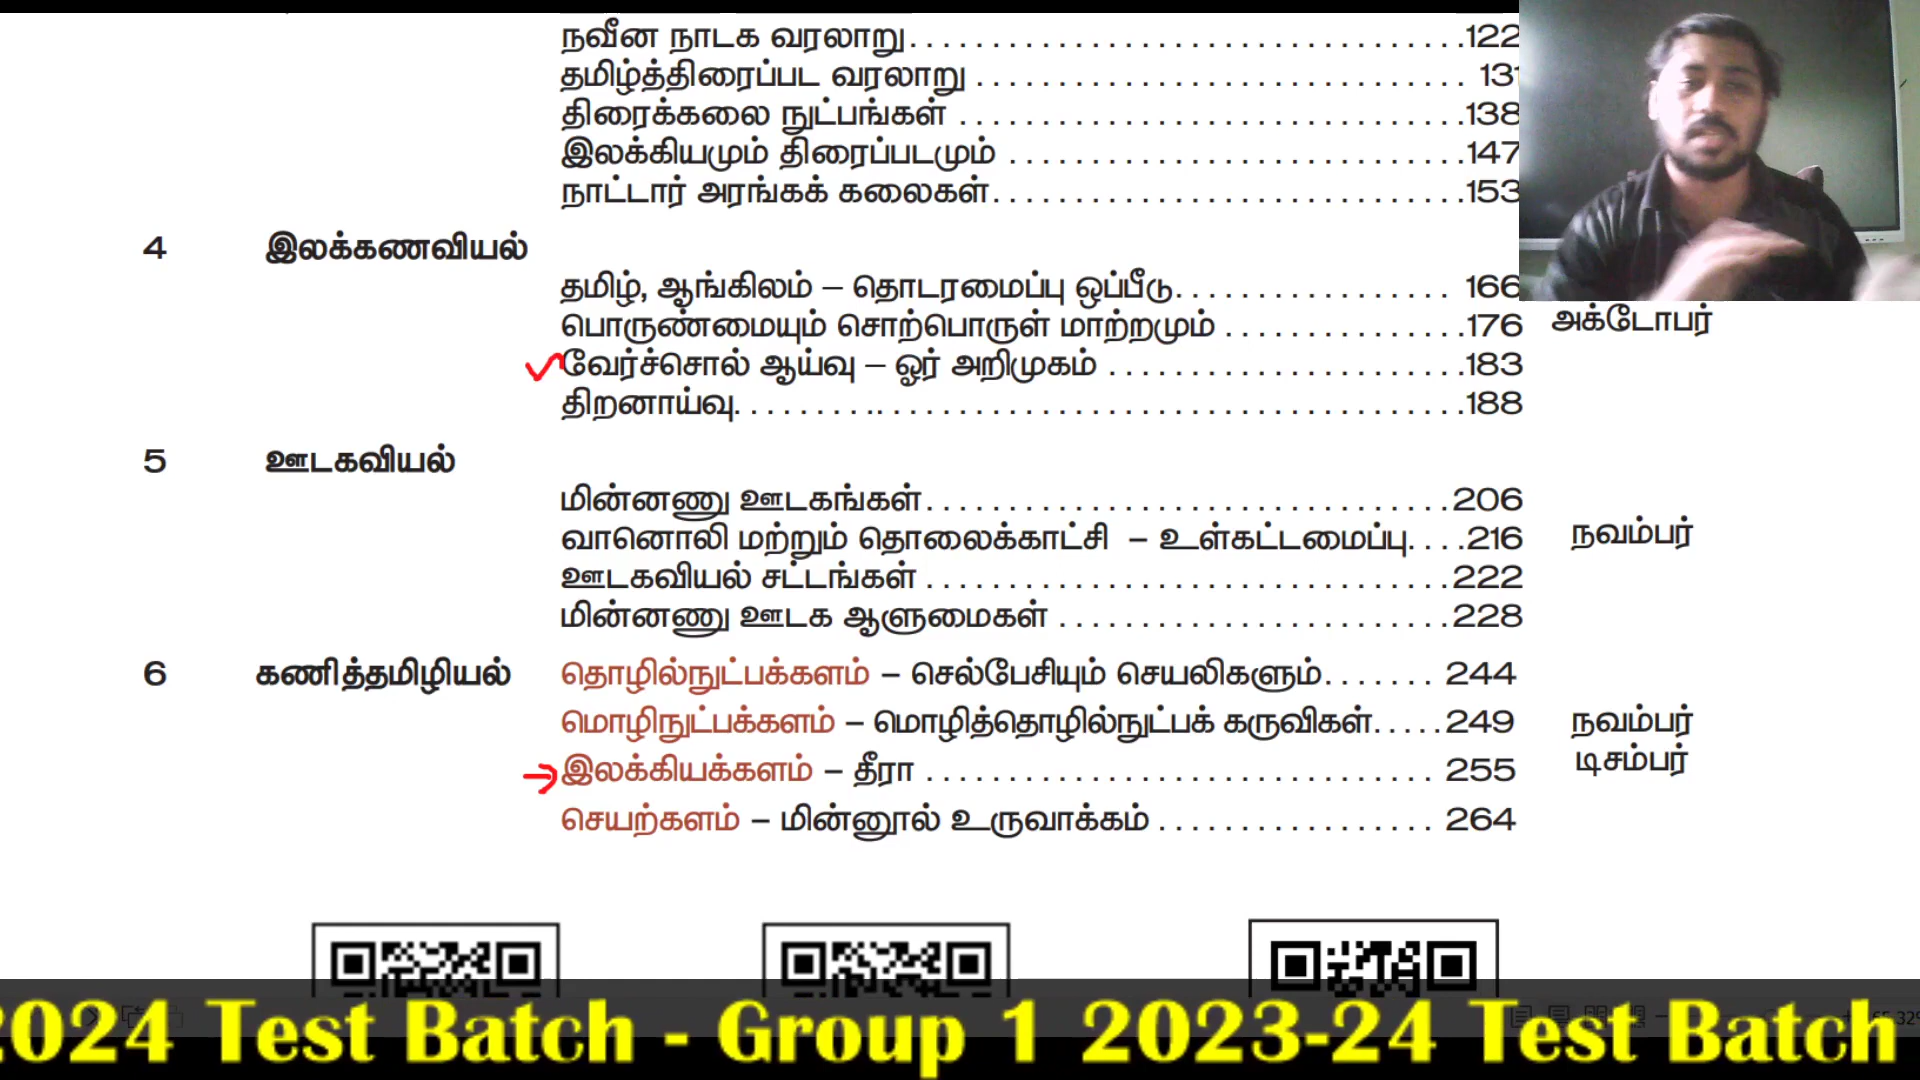 நவீன நாடக வரலாறு. . . . . . . . . . . . . . . . . . . . . . . . . . . . . . . . . . . . .122
தமிழ்த்திரைப்பட வரலாறு . . . . . . . . . . . . . . . . . . . . . . . . . . . . . . . . 131
திரைக்கலை நுட்பங்கள் . . . . . . . . . . . . . . . . . . . . . . . . . . . . . . . . . .138
இலக்கியமும் திரைப்படமும் . . . . . . . . . . . . . . . . . . . . . . . . . . . . . . .147
நாட்டார் அரங்கக் கலைகள். . . . . . . . . . . . . . . . . . . . . . . . . . . . . . . .153
4 இலக்கணவியல்
தமிழ், ஆங்கிலம் – தொடரமைப்பு ஒப்பீடு. . . . . . . . . . . . . . . . . . 166
பொருண்மையும் சொற்பொருள் மாற்றமும் . . . . . . . . . . . . . . . .176 அக்டோபர்
வேர்ச்சொல் ஆய்வு – ஓர் அறிமுகம் . . . . . . . . . . . . . . . . . . . . . . . .183
திறனாய்வு. . . . . . . . .. . . . . . . . . . . . . . . . . . . . . . . . . . . . . . . . . . . . . . .188
5 ஊடகவியல்
மின்னணு ஊடகங்கள். . . . . . . . . . . . . . . . . . . . . . . . . . . . . . . . . . .206
வானொலி மற்றும் தொலைக்காட்சி – உள்கட்டமைப்பு. . . .216 நவம்பர்
ஊடகவியல் சட்டங்கள் . . . . . . . . . . . . . . . . . . . . . . . . . . . . . . . . . . .222
மின்னணு ஊடக ஆளுமைகள் . . . . . . . . . . . . . . . . . . . . . . . . . . .228
6 கணித்தமிழியல் தொழில்நுட்பக்களம் – செல்பேசியும் செயலிகளும். . . . . . . 244
மொழிநுட்பக்களம் – மொழித்தொழில்நுட்பக் கருவிகள். . . . .249 நவம்பர்
டிசம்பர்
இலக்கியக்களம் – தீரா . . . . . . . . . . . . . . . . . . . . . . . . . . . . . . . . . . 255
செயற்களம் – மின்னூல் உருவாக்கம் . . . . . . . . . . . . . . . . . . 264
2024 Test Batch - Group 1 2023-24 Test Batch